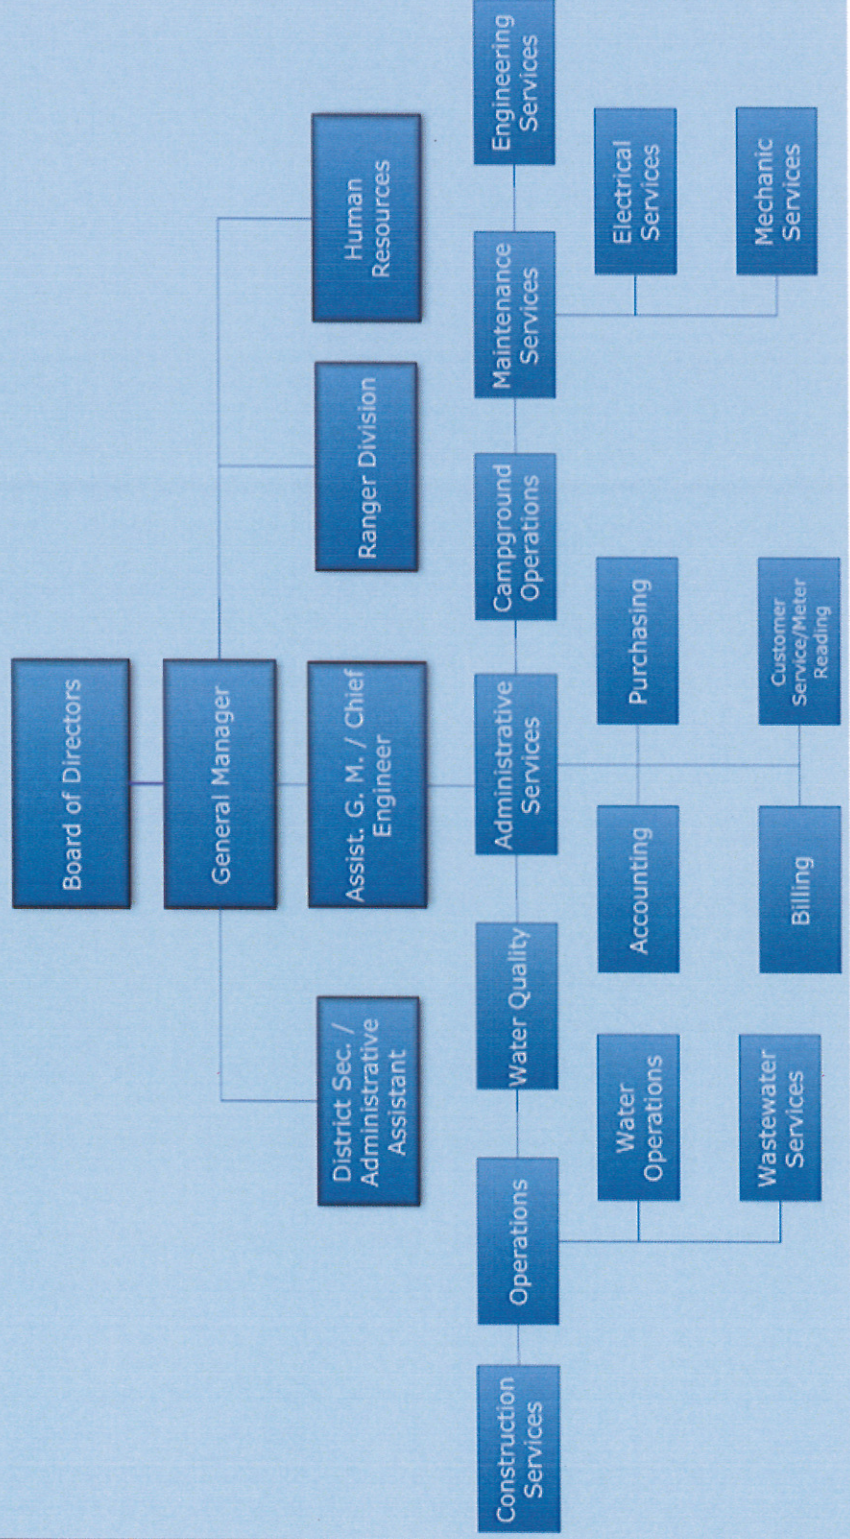 Board of Directors
General Manager
District Sec. /
Administrative
Assistant
Assist. G. M. / Chief
Engineer
Ranger Division
Human
Resources
Construction
Services
Operations
Water Quality
Administrative
Services
Campground
Operations
Maintenance
Services
Engineering
Services
Water
Operations
Accounting
Purchasing
Electrical
Services
Wastewater
Services
Billing
Customer
Service/Meter
Reading
Mechanic
Services